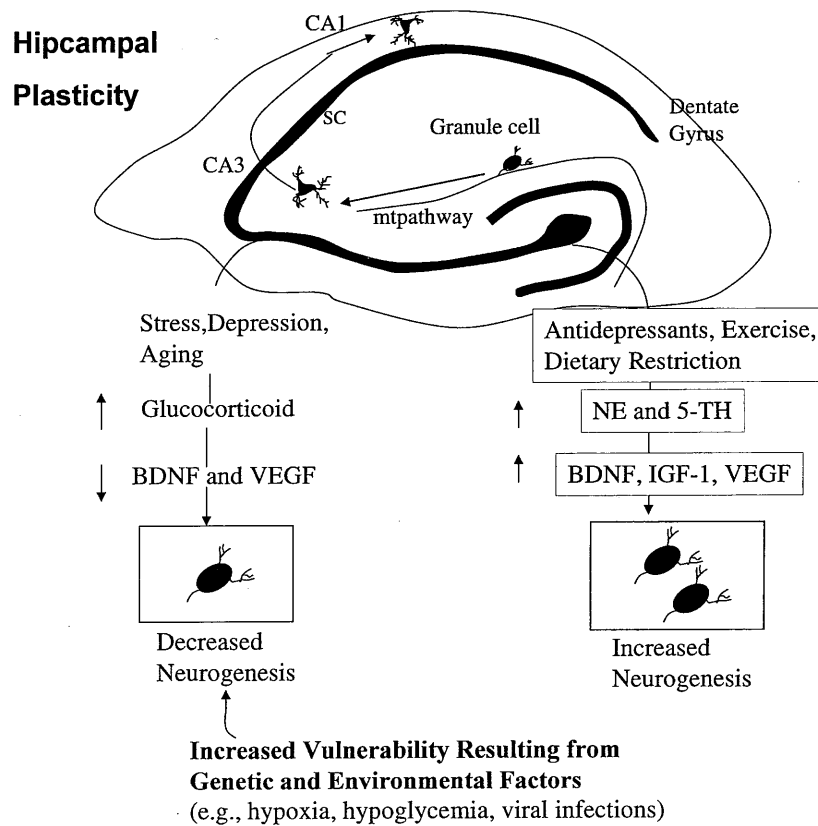 Hipcampal
Plasticity
CA1
SC
CA3
Granule cell
mtpathway
Dentate
Gyrus
Stress,Depression,
Aging
Glucocorticoid
BDNF and VEGF
Decreased
Neurogenesis
Antidepressants, Exercise,
Dietary Restriction
NE and 5-TH
BDNF, IGF-1, VEGF
Increased
Neurogenesis
Increased Vulnerability Resulting from
Genetic and Environmental Factors
(e.g., hypoxia, hypoglycemia, viral infections)